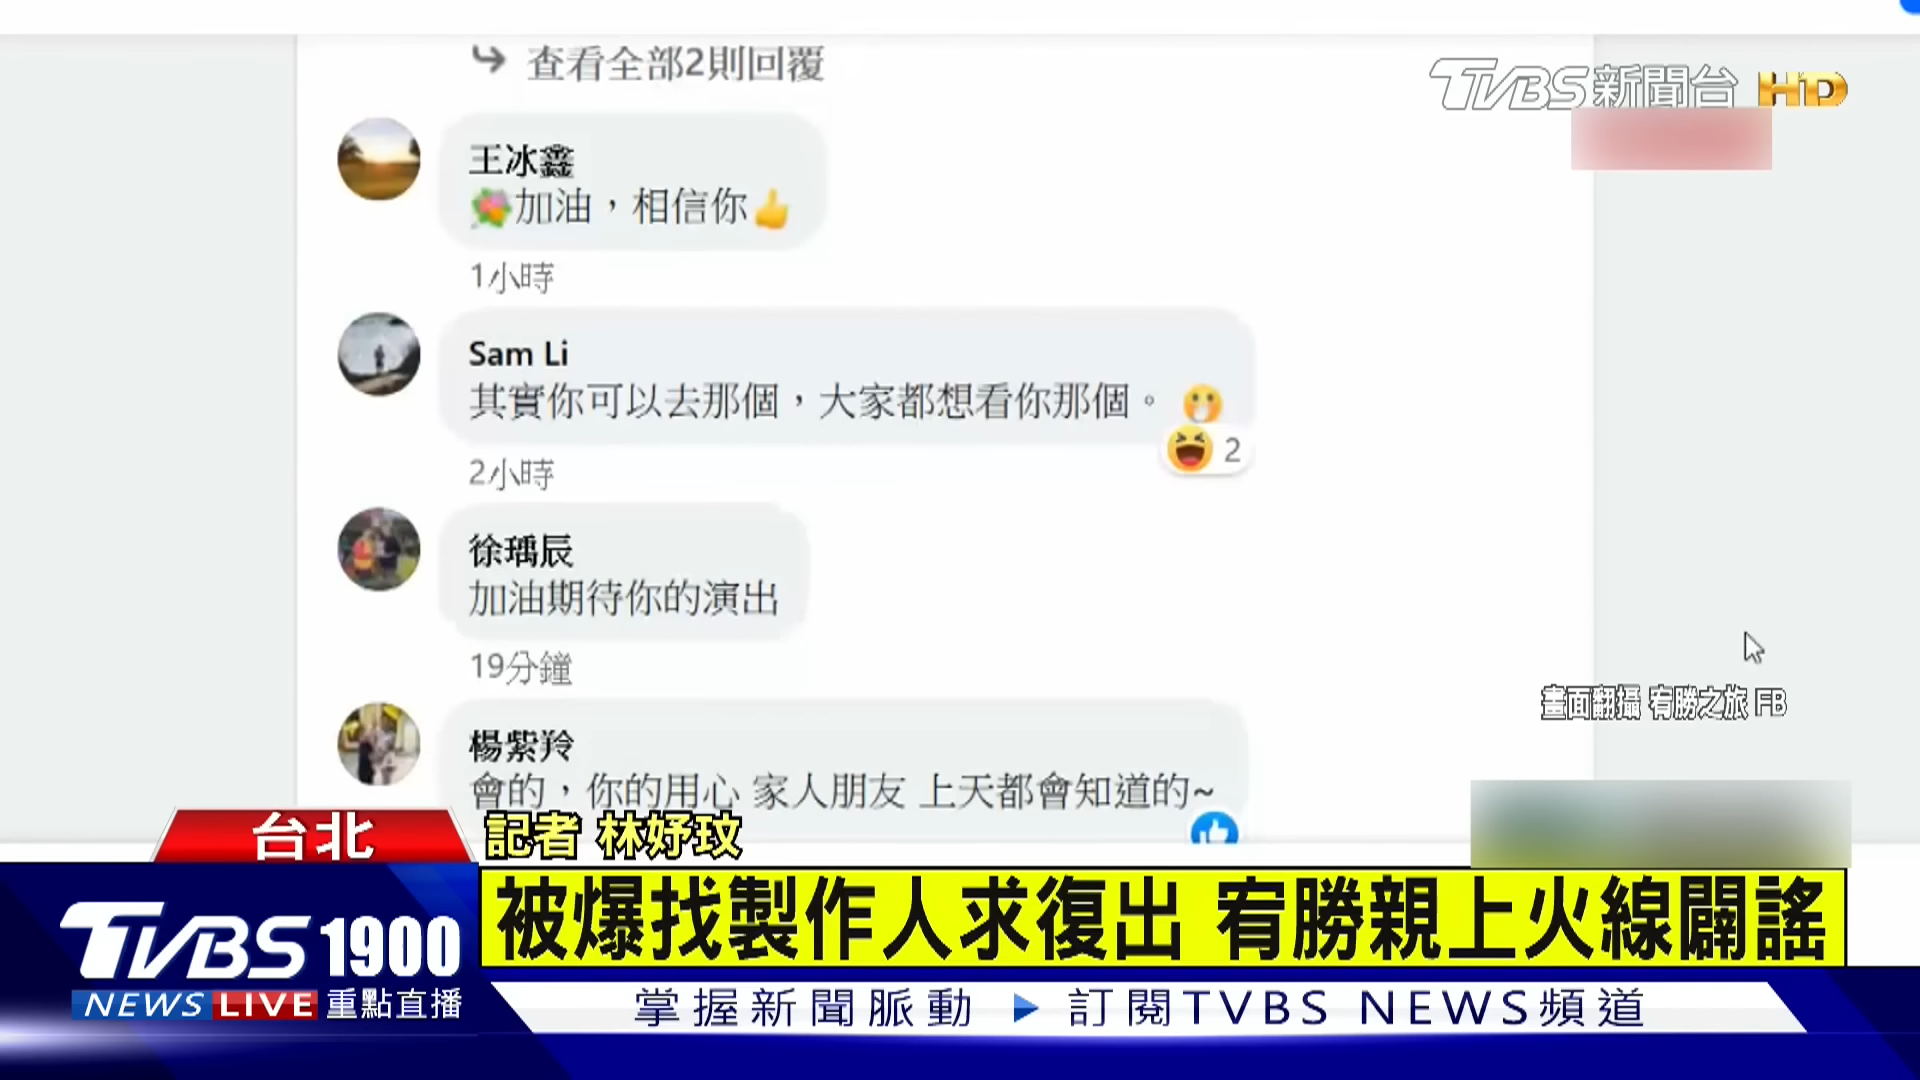 查看全部2則回覆
TVBS新聞台 HD
王冰鑫
加油，相信你
1小時
Sam Li
其實你可以去那個，大家都想看你那個。
2
2小時
徐瑀辰
加油期待你的演出
19分鐘
畫面翻攝 宥勝之旅 FB
楊紫羚
會的，你的用心 家人朋友 上天都會知道的~
台北
記者 林妤玟
被爆找製作人求復出 宥勝親上火線闢謠
TVBS 1900
NEWS LIVE 重點直播
掌握新聞脈動 ▶ 訂閱TVBS NEWS頻道